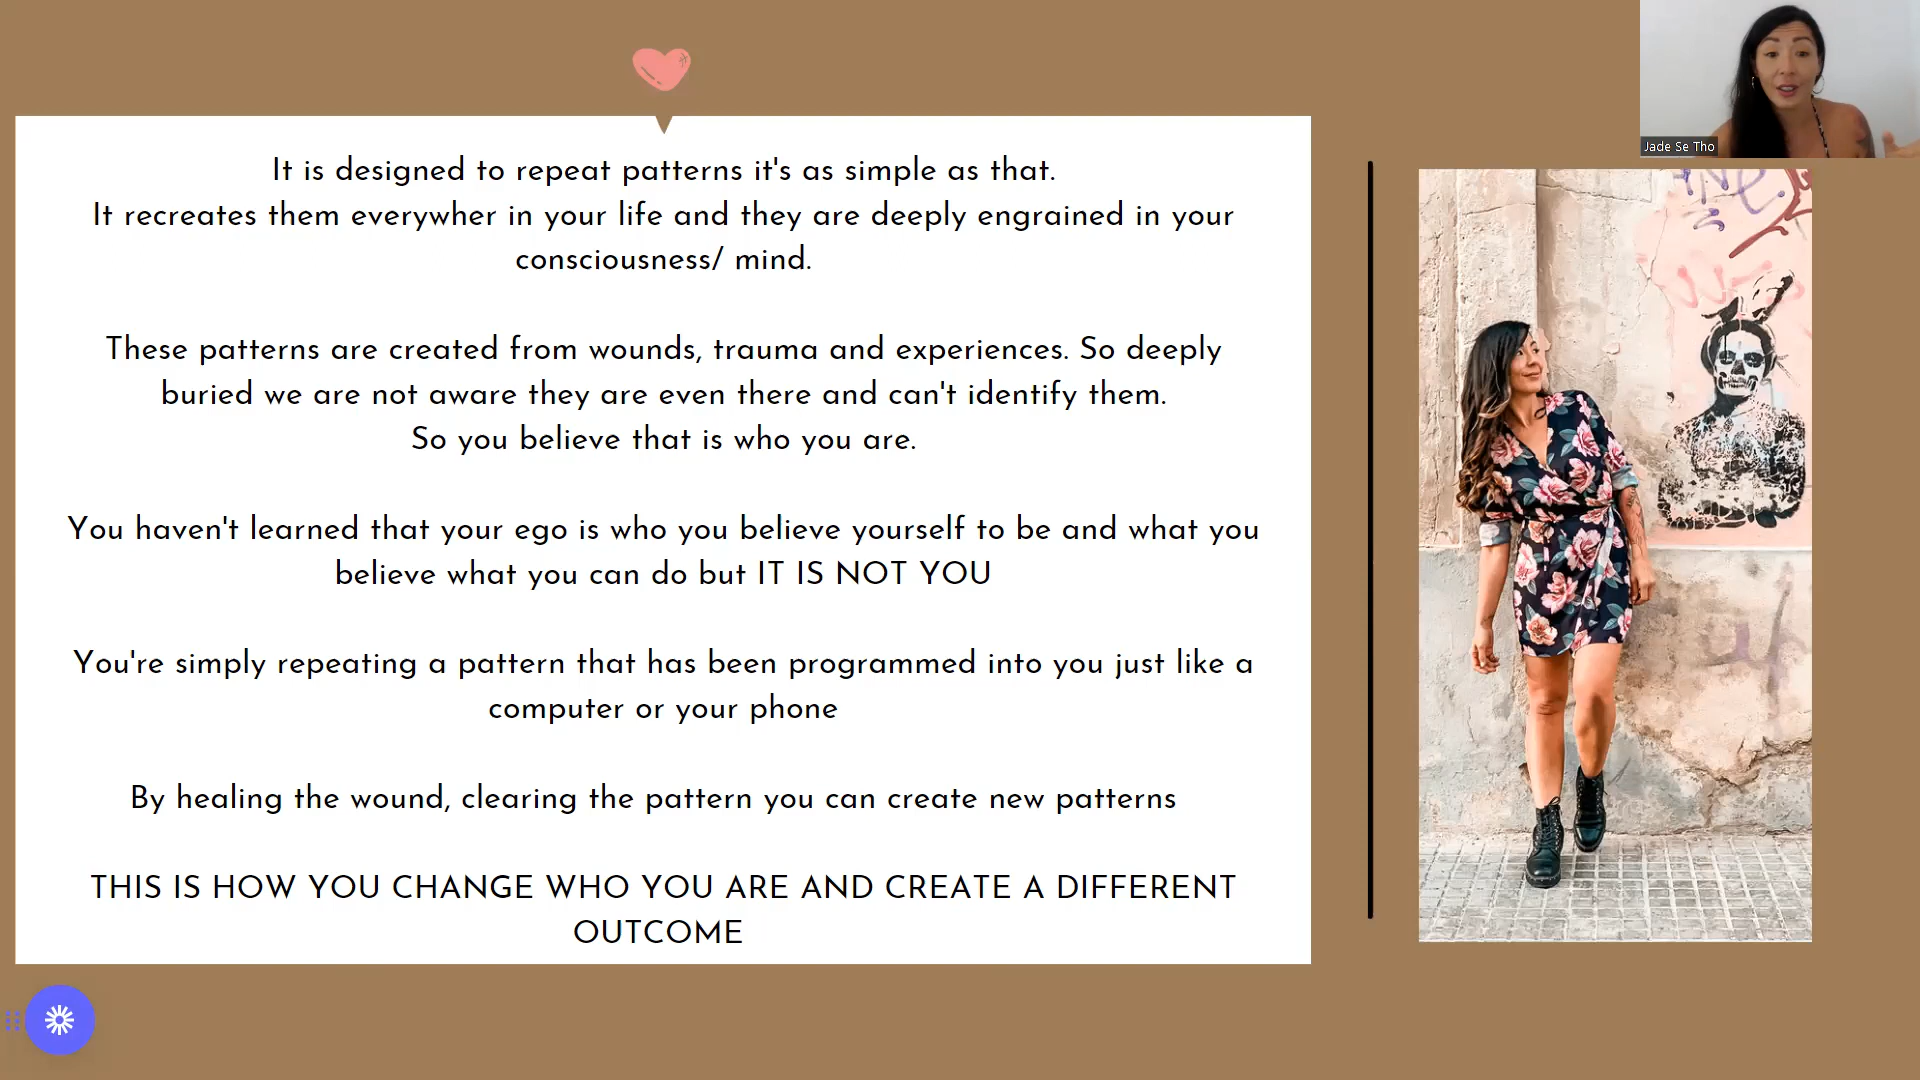 It is designed to repeat patterns it's as simple as that.
It recreates them everywher in your life and they are deeply engrained in your
consciousness/ mind.
These patterns are created from wounds, trauma and experiences. So deeply
buried we are not aware they are even there and can't identify them.
So you believe that is who you are.
You haven't learned that your ego is who you believe yourself to be and what you
believe what you can do but IT IS NOT YOU
You're simply repeating a pattern that has been programmed into you just like a
computer or your phone
By healing the wound, clearing the pattern you can create new patterns
THIS IS HOW YOU CHANGE WHO YOU ARE AND CREATE A DIFFERENT
OUTCOME
Jade Se Tho